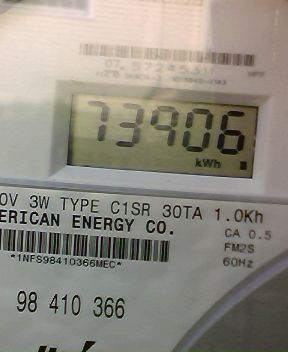 73906
kWh
0V 3W TYPE C1SR 30TA 1.0Kh
ERICAN ENERGY CO.
CA 0.5
FM2S
60Hz
*1NFS98410366MEC*
98 410 366